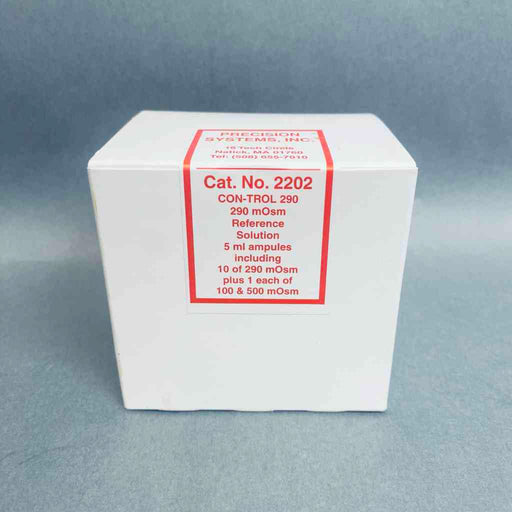 PRECISION
SYSTEMS, INC.
16 Tech Circle
Natick, MA 01760
Tel: (508) 655-7010
Cat. No. 2202
CON-TROL 290
290 mOsm
Reference
Solution
5 ml ampules
including
10 of 290 mOsm
plus 1 each of
100 & 500 mOsm